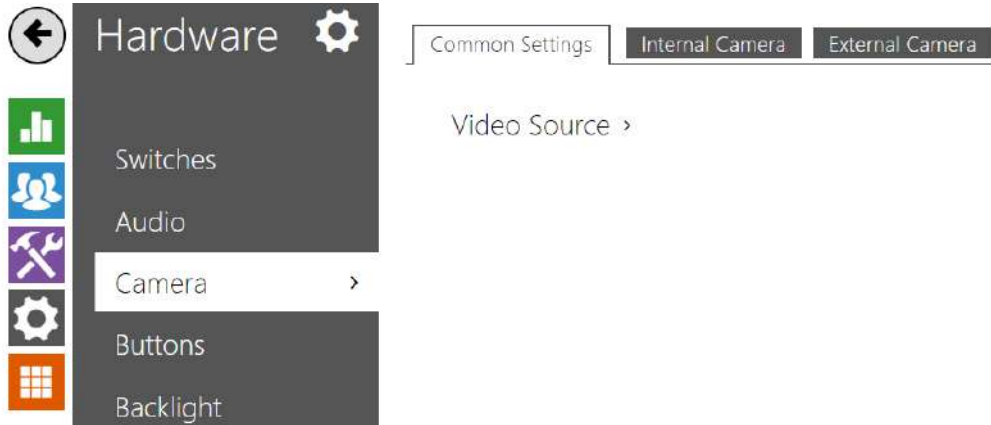 Hardware
Switches
Audio
Camera
Buttons
Backlight
Common Settings
Internal Camera
External Camera
Video Source